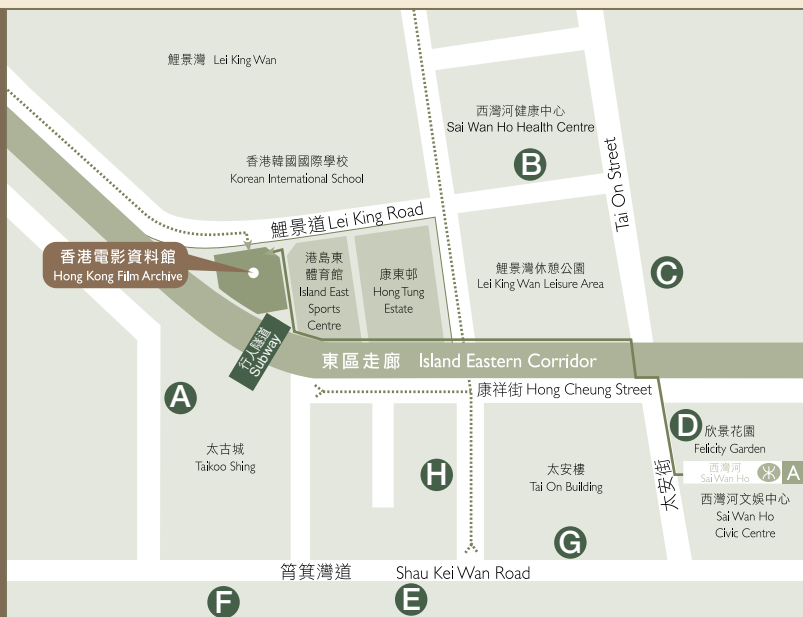 鯉景灣 Lei King Wan
西灣河健康中心
Sai Wan Ho Health Centre
B
香港韓國國際學校
Korean International School
Tai On Street
鯉景道 Lei King Road
香港電影資料館
Hong Kong Film Archive
港島東
體育館
Island East
Sports
Centre
康東邨
Hong Tung
Estate
鯉景灣休憩公園
Lei King Wan Leisure Area
C
行人隧道
Subway
東區走廊 Island Eastern Corridor
康祥街 Hong Cheung Street
A
太古城
Taikoo Shing
H
太安樓
Tai On Building
G
太安街
D
欣景花園
Felicity Garden
西灣河
Sai Wan Ho
A
西灣河文娛中心
Sai Wan Ho
Civic Centre
筲箕灣道 Shau Kei Wan Road
F
E